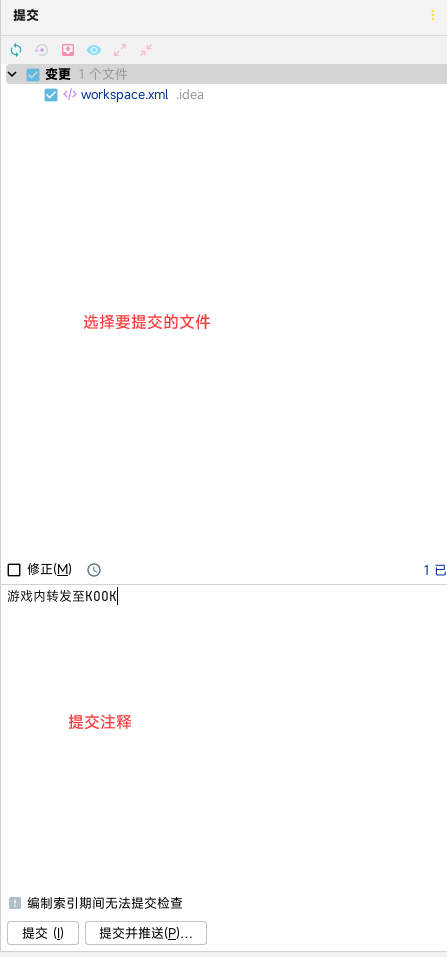 提交
变更 1 个文件
workspace.xml .idea
选择要提交的文件
修正(M)
1 已
游戏内转发至KOOK
提交注释
编制索引期间无法提交检查
提交 (I) 提交并推送(P)...